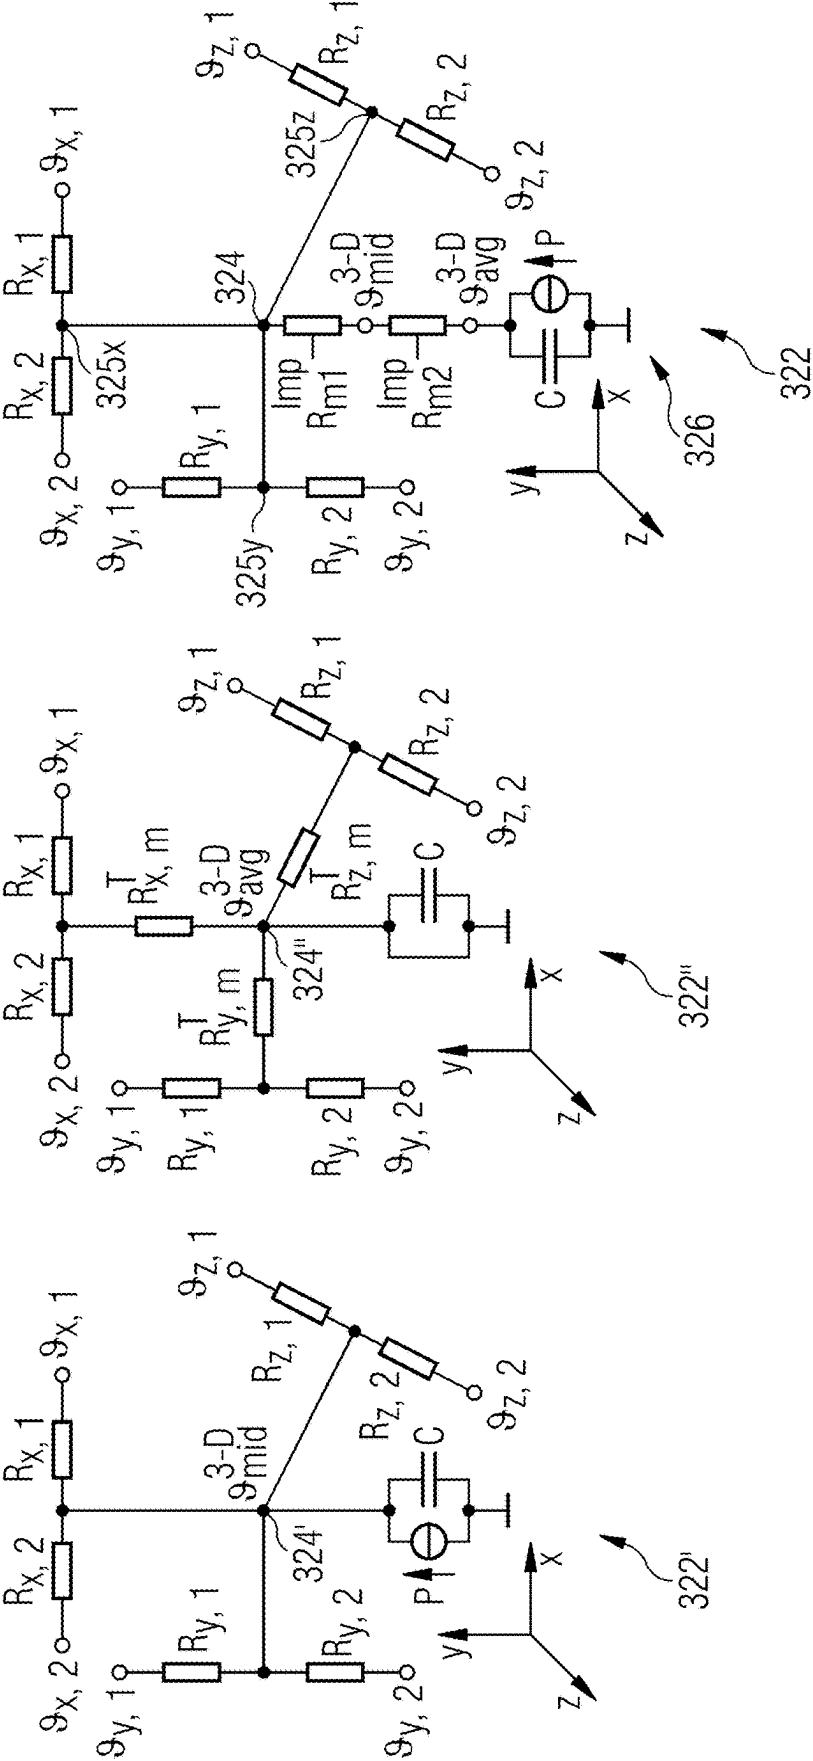 ϑx, 1
Rx, 1
Rx, 2
ϑx, 2
325x
ϑz, 1
Rz, 1
325z
Rz, 2
ϑz, 2
324
ϑy, 1
Ry, 1
325y
Ry, 2
ϑy, 2
Imp
Rm1
3-D
ϑmid
Imp
Rm2
3-D
ϑavg
P
C
y
x
z
326
322
ϑx, 1
Rx, 1
Rx, 2
ϑx, 2
T
Rx, m
ϑz, 1
Rz, 1
Rz, 2
ϑz, 2
3-D
ϑavg
T
Rz, m
324"
T
Ry, m
ϑy, 1
Ry, 1
Ry, 2
ϑy, 2
C
y
x
z
322"
ϑx, 1
Rx, 1
Rx, 2
ϑx, 2
ϑz, 1
Rz, 1
Rz, 2
ϑz, 2
3-D
ϑmid
324'
ϑy, 1
Ry, 1
Ry, 2
ϑy, 2
P
C
y
x
z
322'